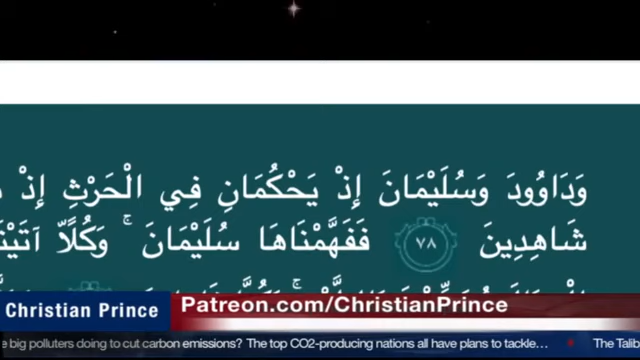 وَدَاوُودَ وَسُلَيْمَانَ إِذْ يَحْكُمَانِ فِي الْحَرْثِ إِذْ
شَاهِدِينَ ٧٨ فَفَهَّمْنَاهَا سُلَيْمَانَ ۚ وَكُلًّا آتَيْنَا
Christian Prince
Patreon.com/ChristianPrince
e big polluters doing to cut carbon emissions? The top CO2-producing nations all have plans to tackle… • The Talib